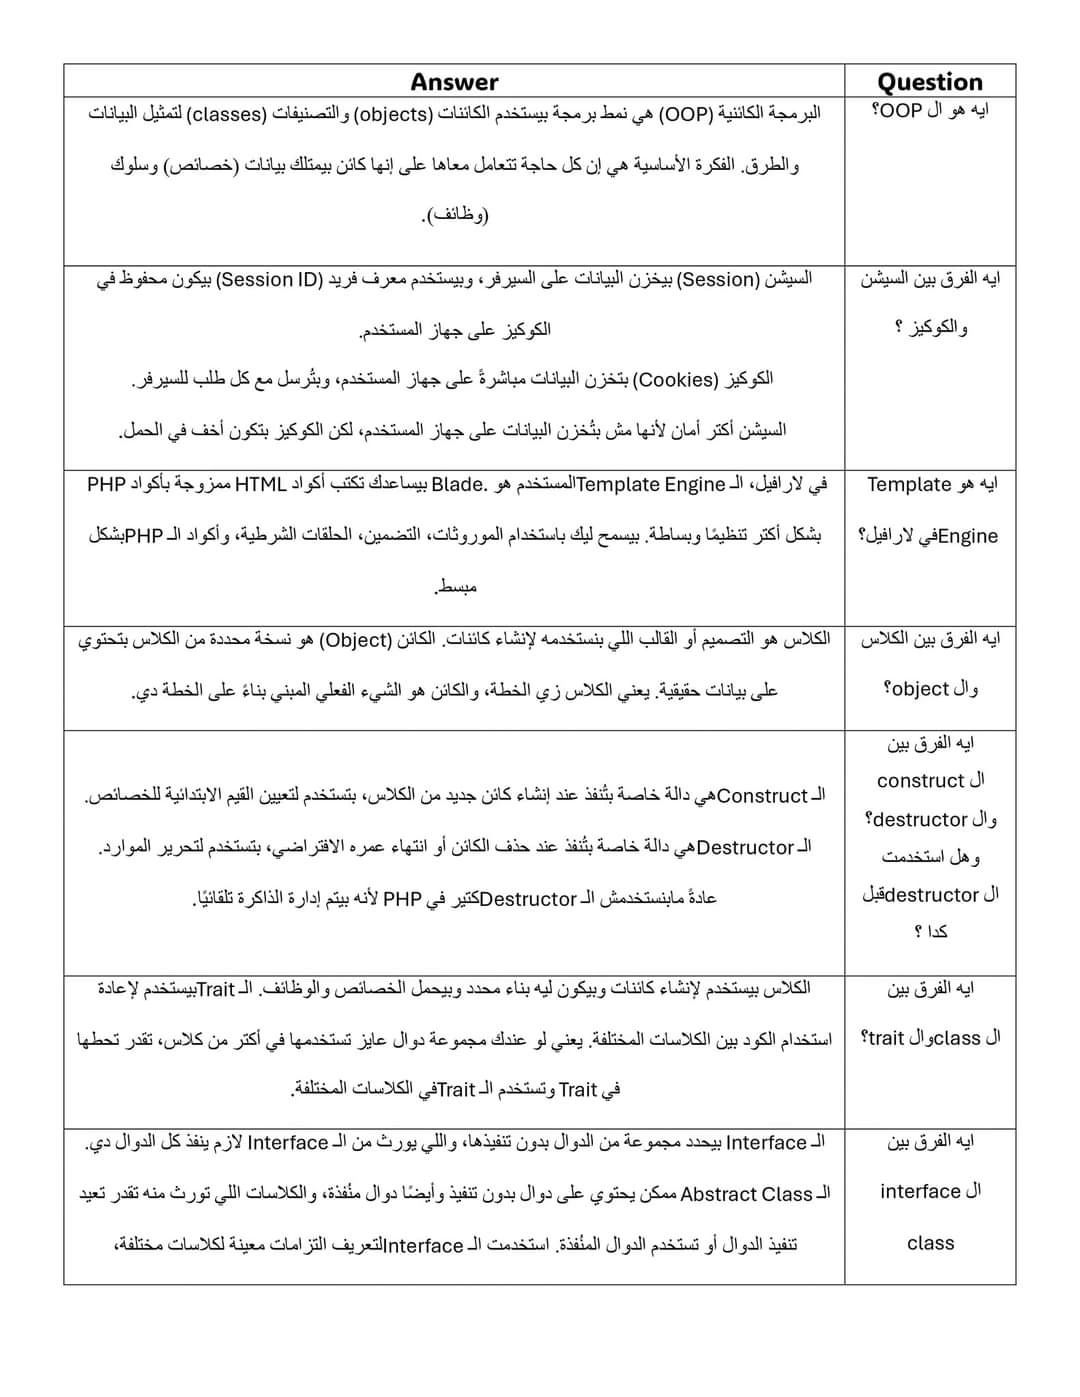 Question
Answer
ايه هو ال OOP؟
البرمجة الكائنية (OOP) هي نمط برمجة بيستخدم الكائنات (objects) والتصنيفات (classes) لتمثيل البيانات
والطرق. الفكرة الأساسية هي إن كل حاجة تتعامل معاها على إنها كائن بيمتلك بيانات (خصائص) وسلوك
(وظائف).
ايه الفرق بين السيشن
والكوكيز ؟
السيشن (Session) بيخزن البيانات على السيرفر، وبيستخدم معرف فريد (Session ID) بيكون محفوظ في
الكوكيز على جهاز المستخدم.
الكوكيز (Cookies) بتخزن البيانات مباشرةً على جهاز المستخدم، وبتُرسل مع كل طلب للسيرفر.
السيشن أكتر أمان لأنها مش بتُخزن البيانات على جهاز المستخدم، لكن الكوكيز بتكون أخف في الحمل.
ايه هو Template
Engineفي لارافيل؟
في لارافيل، الـ Template Engineالمستخدم هو .Blade بيساعدك تكتب أكواد HTML ممزوجة بأكواد PHP
بشكل أكتر تنظيمًا وبساطة. بيسمح ليك باستخدام الموروثات، التضمين، الحلقات الشرطية، وأكواد الـ PHPبشكل
مبسط.
ايه الفرق بين الكلاس
وال object؟
الكلاس هو التصميم أو القالب اللي بنستخدمه لإنشاء كائنات. الكائن (Object) هو نسخة محددة من الكلاس بتحتوي
على بيانات حقيقية. يعني الكلاس زي الخطة، والكائن هو الشيء الفعلي المبني بناءً على الخطة دي.
ايه الفرق بين
ال construct
وال destructor؟
وهل استخدمت
ال destructorقبل
كدا ؟
الـ Constructهي دالة خاصة بتُنفذ عند إنشاء كائن جديد من الكلاس، بتستخدم لتعيين القيم الابتدائية للخصائص.
الـ Destructorهي دالة خاصة بتُنفذ عند حذف الكائن أو انتهاء عمره الافتراضي، بتستخدم لتحرير الموارد.
عادةً مابنستخدمش الـ Destructorكتير في PHP لأنه بيتم إدارة الذاكرة تلقائيًا.
ايه الفرق بين
ال classوال trait؟
الكلاس بيستخدم لإنشاء كائنات وبيكون ليه بناء محدد وبيحمل الخصائص والوظائف. الـ Traitبيستخدم لإعادة
استخدام الكود بين الكلاسات المختلفة. يعني لو عندك مجموعة دوال عايز تستخدمها في أكتر من كلاس، تقدر تحطها
في Trait وتستخدم الـ Traitفي الكلاسات المختلفة.
ايه الفرق بين
ال interface
class
الـ Interface بيحدد مجموعة من الدوال بدون تنفيذها، واللي يورث من الـ Interface لازم ينفذ كل الدوال دي.
الـ Abstract Class ممكن يحتوي على دوال بدون تنفيذ وأيضًا دوال منُفذة، والكلاسات اللي تورث منه تقدر تعيد
تنفيذ الدوال أو تستخدم الدوال المنُفذة. استخدمت الـ Interfaceلتعريف التزامات معينة لكلاسات مختلفة،